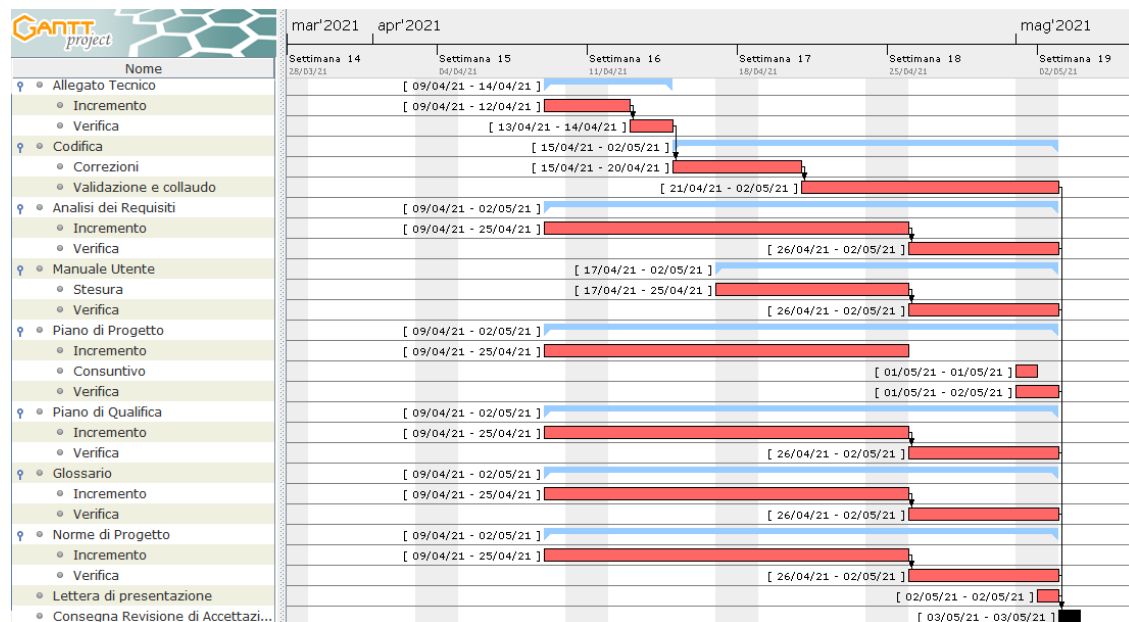 GANTT
project
mar'2021 apr'2021 mag'2021
Settimana 14 Settimana 15 Settimana 16 Settimana 17 Settimana 18 Settimana 19
28/03/21 04/04/21 11/04/21 18/04/21 25/04/21 02/05/21
Nome
Allegato Tecnico [ 09/04/21 - 14/04/21 ]
Incremento [ 09/04/21 - 12/04/21 ]
Verifica [ 13/04/21 - 14/04/21 ]
Codifica [ 15/04/21 - 02/05/21 ]
Correzioni [ 15/04/21 - 20/04/21 ]
Validazione e collaudo [ 21/04/21 - 02/05/21 ]
Analisi dei Requisiti [ 09/04/21 - 02/05/21 ]
Incremento [ 09/04/21 - 25/04/21 ]
Verifica [ 26/04/21 - 02/05/21 ]
Manuale Utente [ 17/04/21 - 02/05/21 ]
Stesura [ 17/04/21 - 25/04/21 ]
Verifica [ 26/04/21 - 02/05/21 ]
Piano di Progetto [ 09/04/21 - 02/05/21 ]
Incremento [ 09/04/21 - 25/04/21 ]
Consuntivo [ 01/05/21 - 01/05/21 ]
Verifica [ 01/05/21 - 02/05/21 ]
Piano di Qualifica [ 09/04/21 - 02/05/21 ]
Incremento [ 09/04/21 - 25/04/21 ]
Verifica [ 26/04/21 - 02/05/21 ]
Glossario [ 09/04/21 - 02/05/21 ]
Incremento [ 09/04/21 - 25/04/21 ]
Verifica [ 26/04/21 - 02/05/21 ]
Norme di Progetto [ 09/04/21 - 02/05/21 ]
Incremento [ 09/04/21 - 25/04/21 ]
Verifica [ 26/04/21 - 02/05/21 ]
Lettera di presentazione [ 02/05/21 - 02/05/21 ]
Consegna Revisione di Accettazi... [ 03/05/21 - 03/05/21 ]